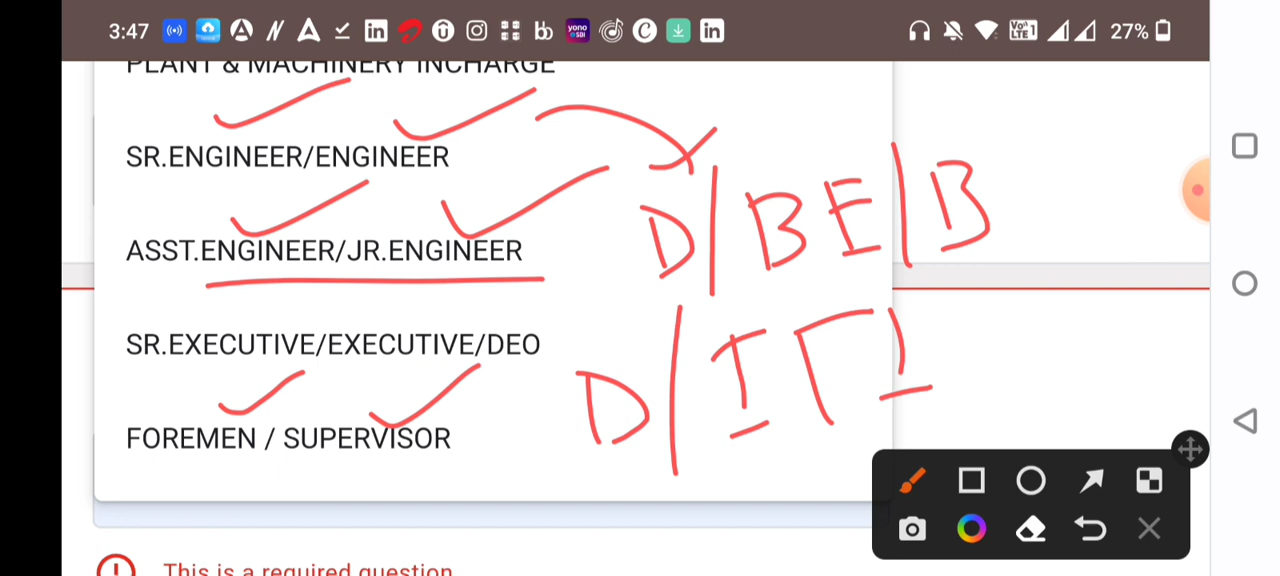 3:47 27%
PLANT & MACHINERY INCHARGE
SR.ENGINEER/ENGINEER
D/BE/B
ASST.ENGINEER/JR.ENGINEER
SR.EXECUTIVE/EXECUTIVE/DEO
D/ITI
FOREMEN / SUPERVISOR
This is a required question